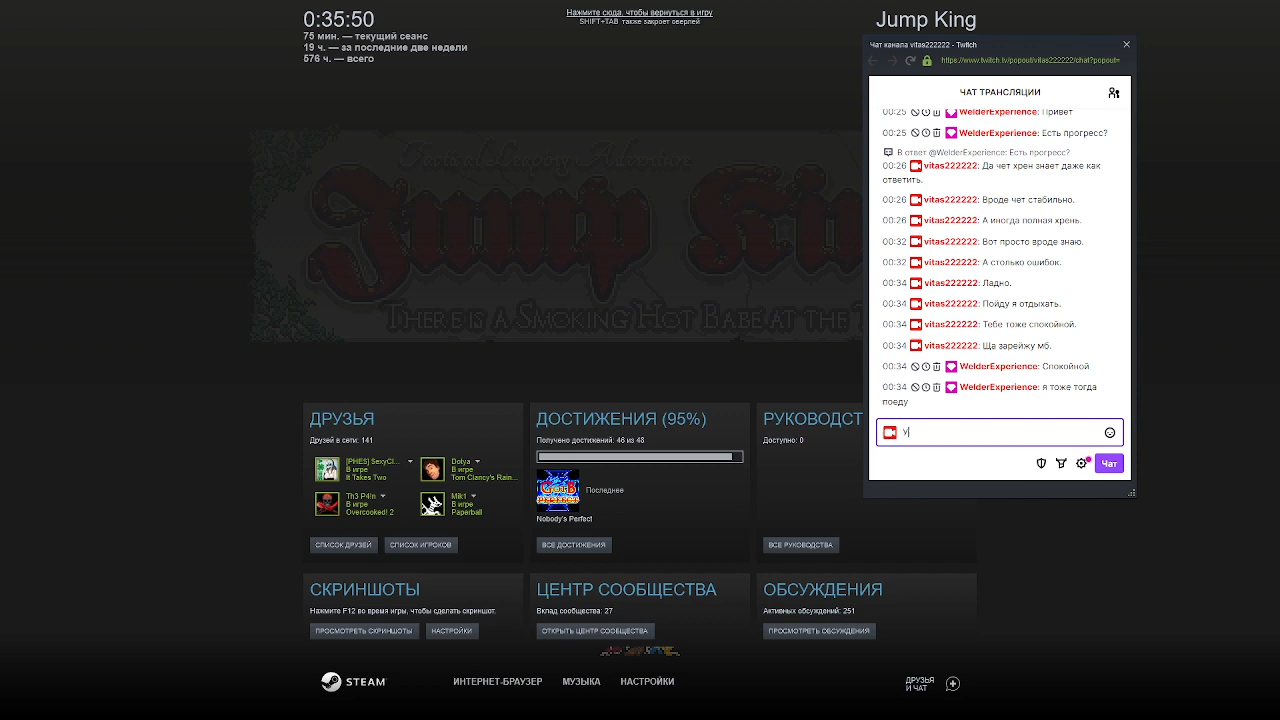 0:35:50
75 мин. — текущий сеанс
19 ч. — за последние две недели
576 ч. — всего
Нажмите сюда, чтобы вернуться в игру
SHIFT+TAB также закроет оверлей
Jump King
Чат канала vitas222222 - Twitch
https://www.twitch.tv/popout/vitas222222/chat?popout=
ЧАТ ТРАНСЛЯЦИИ
00:25 WelderExperience: Привет
00:25 WelderExperience: Есть прогресс?
В ответ @WelderExperience: Есть прогресс?
00:26 vitas222222: Да чет хрен знает даже как
ответить.
00:26 vitas222222: Вроде чет стабильно.
00:26 vitas222222: А иногда полная хрень.
00:32 vitas222222: Вот просто вроде знаю.
00:32 vitas222222: А столько ошибок.
00:34 vitas222222: Ладно.
00:34 vitas222222: Пойду я отдыхать.
00:34 vitas222222: Тебе тоже спокойной.
00:34 vitas222222: Ща зарейжу мб.
00:34 WelderExperience: Спокойной
00:34 WelderExperience: я тоже тогда
поеду
Чат
Jump Ki
There is a Smoking Hot Babe at the T
ДРУЗЬЯ
Друзей в сети: 141
[PHES] $exyCl...
В игре
It Takes Two
Dolya
В игре
Tom Clancy's Rain...
Th3 P4!n
В игре
Overcooked! 2
Mik†
В игре
Paperball
СПИСОК ДРУЗЕЙ
СПИСОК ИГРОКОВ
ДОСТИЖЕНИЯ (95%)
Получено достижений: 46 из 48
Последнее
Nobody's Perfect
ВСЕ ДОСТИЖЕНИЯ
РУКОВОДСТ
Доступно: 0
ВСЕ РУКОВОДСТВА
СКРИНШОТЫ
Нажмите F12 во время игры, чтобы сделать скриншот.
ПРОСМОТРЕТЬ СКРИНШОТЫ
НАСТРОЙКИ
ЦЕНТР СООБЩЕСТВА
Вклад сообщества: 27
ОТКРЫТЬ ЦЕНТР СООБЩЕСТВА
ОБСУЖДЕНИЯ
Активных обсуждений: 251
ПРОСМОТРЕТЬ ОБСУЖДЕНИЯ
STEAM
ИНТЕРНЕТ-БРАУЗЕР
МУЗЫКА
НАСТРОЙКИ
ДРУЗЬЯ
И ЧАТ